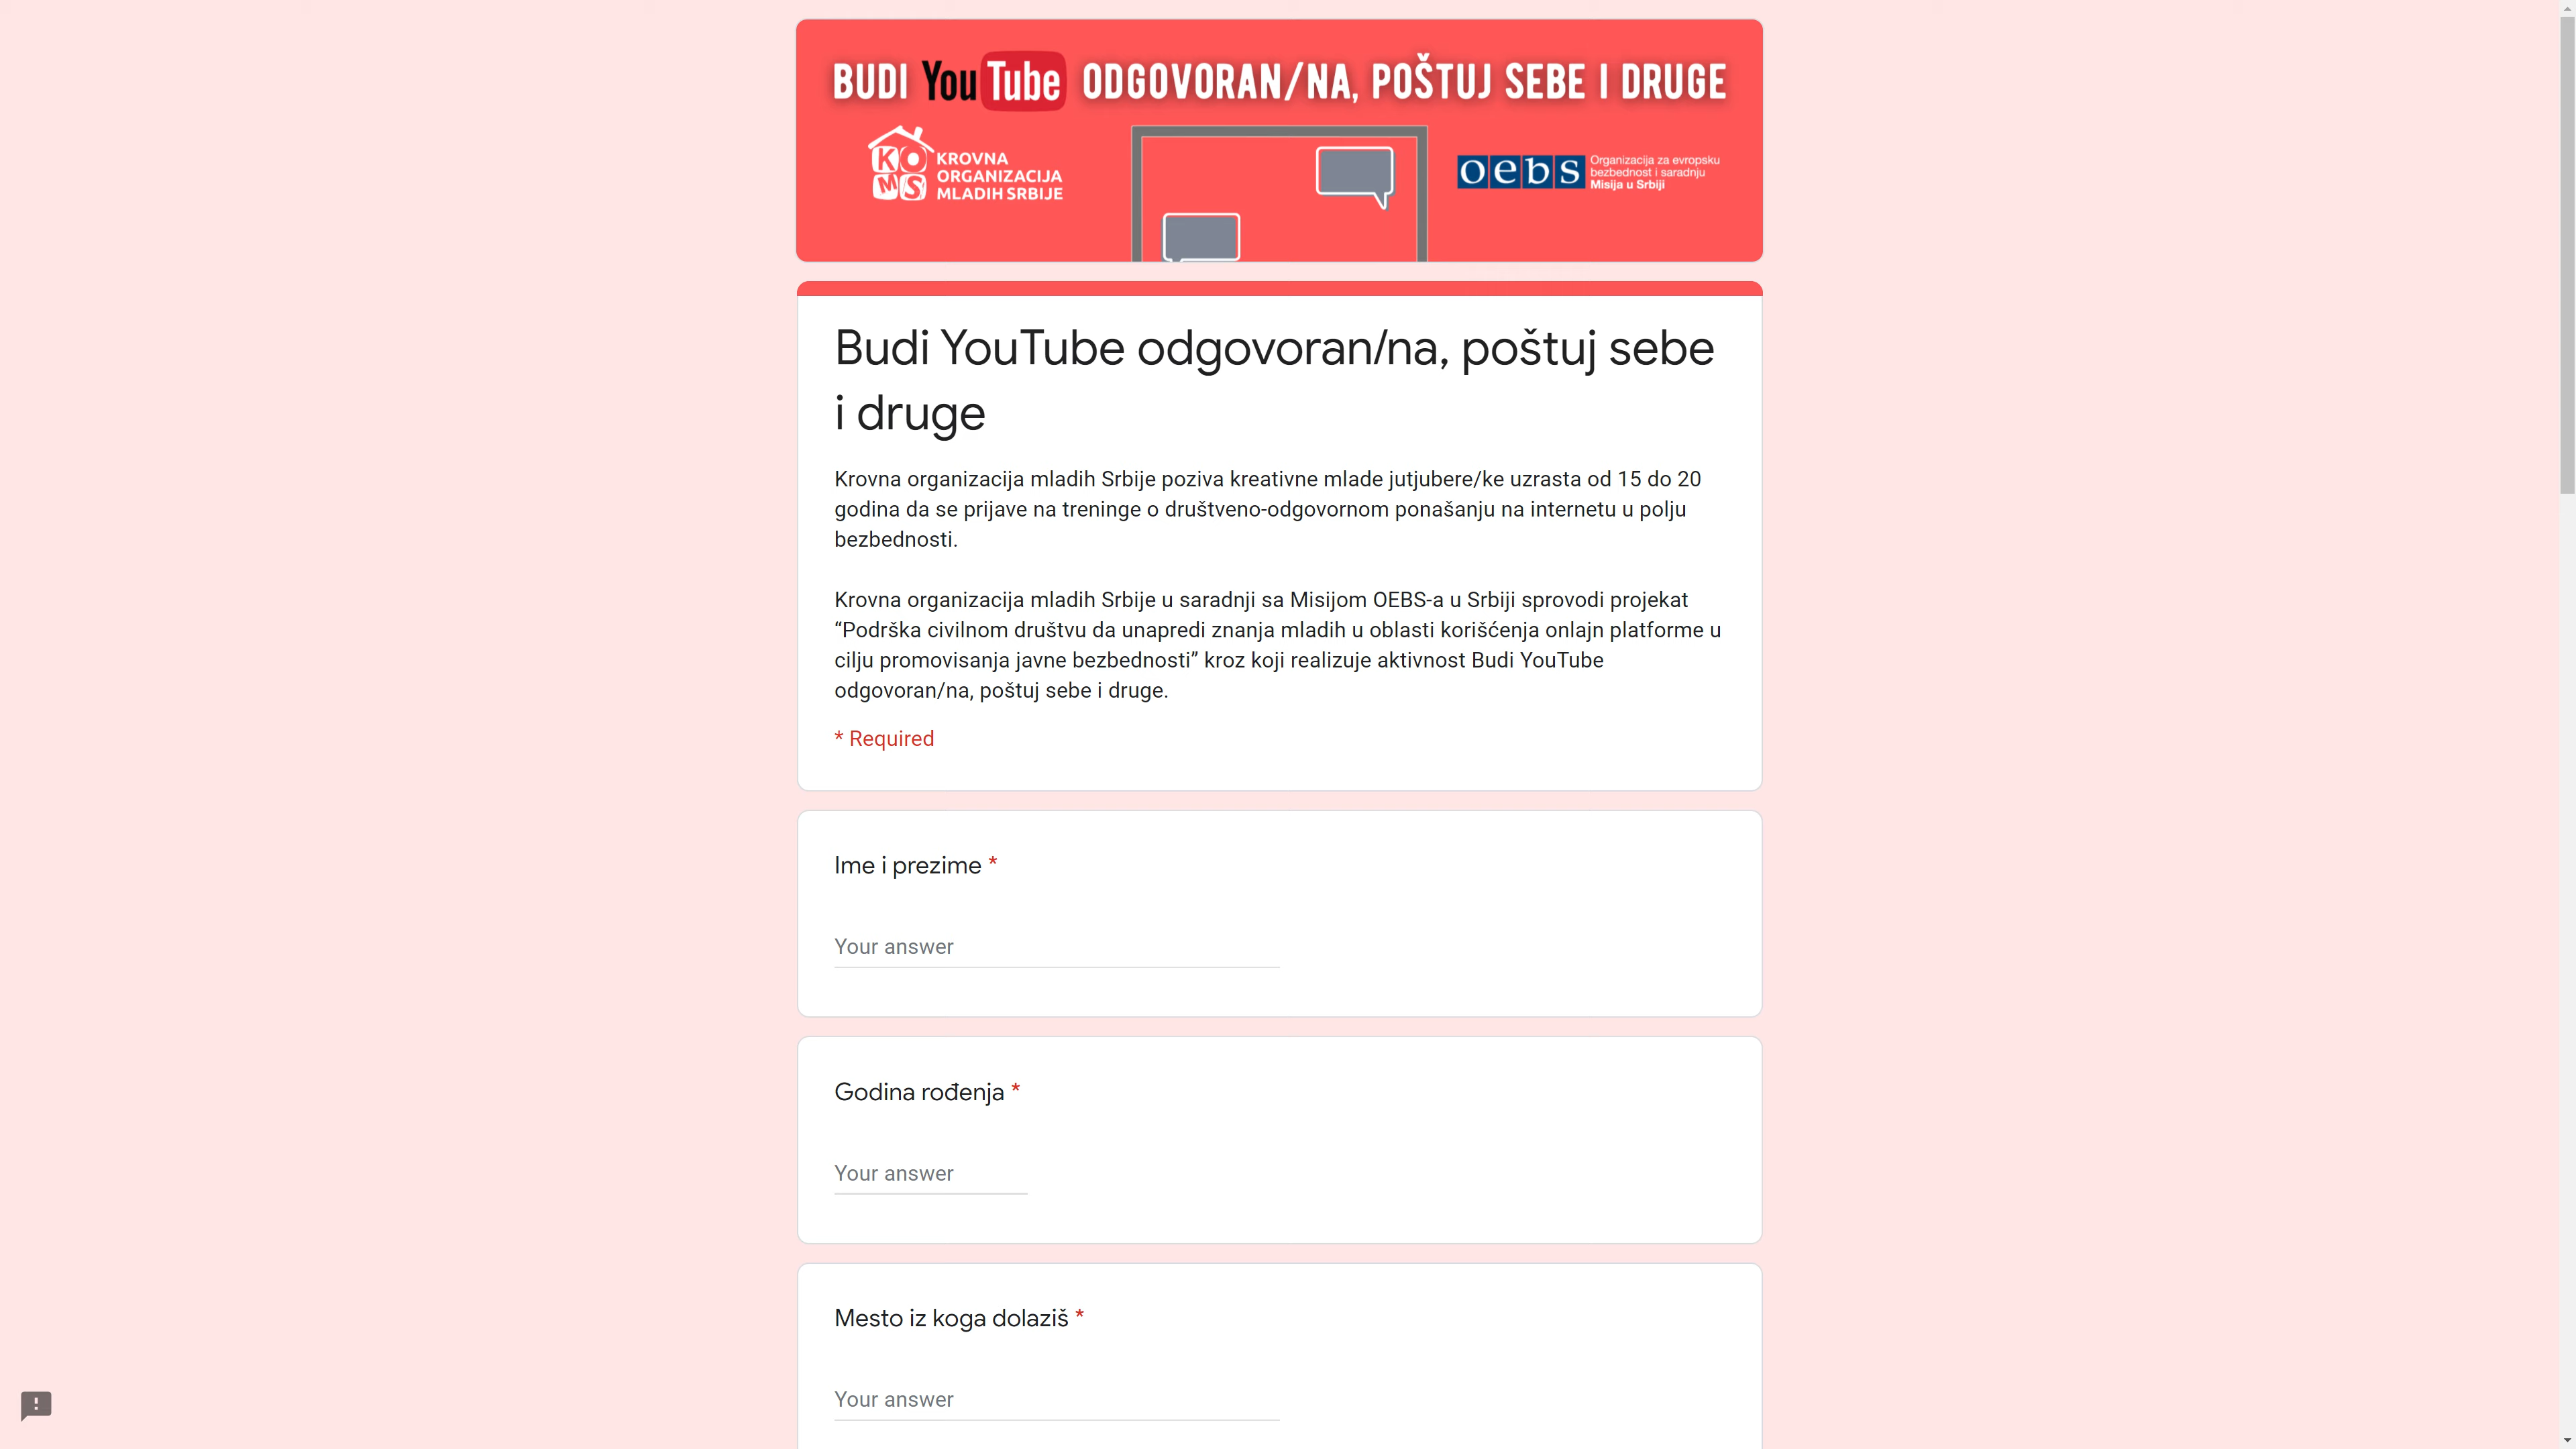 BUDI YouTube ODGOVORAN/NA, POŠTUJ SEBE I DRUGE
KOMS
KROVNA
ORGANIZACIJA
MLADIH SRBIJE
oebs
Organizacija za evropsku
bezbednost i saradnju
Misija u Srbiji
Budi YouTube odgovoran/na, poštuj sebe
i druge
Krovna organizacija mladih Srbije poziva kreativne mlade jutjubere/ke uzrasta od 15 do 20
godina da se prijave na treninge o društveno-odgovornom ponašanju na internetu u polju
bezbednosti.
Krovna organizacija mladih Srbije u saradnji sa Misijom OEBS-a u Srbiji sprovodi projekat
“Podrška civilnom društvu da unapredi znanja mladih u oblasti korišćenja onlajn platforme u
cilju promovisanja javne bezbednosti” kroz koji realizuje aktivnost Budi YouTube
odgovoran/na, poštuj sebe i druge.
* Required
Ime i prezime *
Your answer
Godina rođenja *
Your answer
Mesto iz koga dolaziš *
Your answer